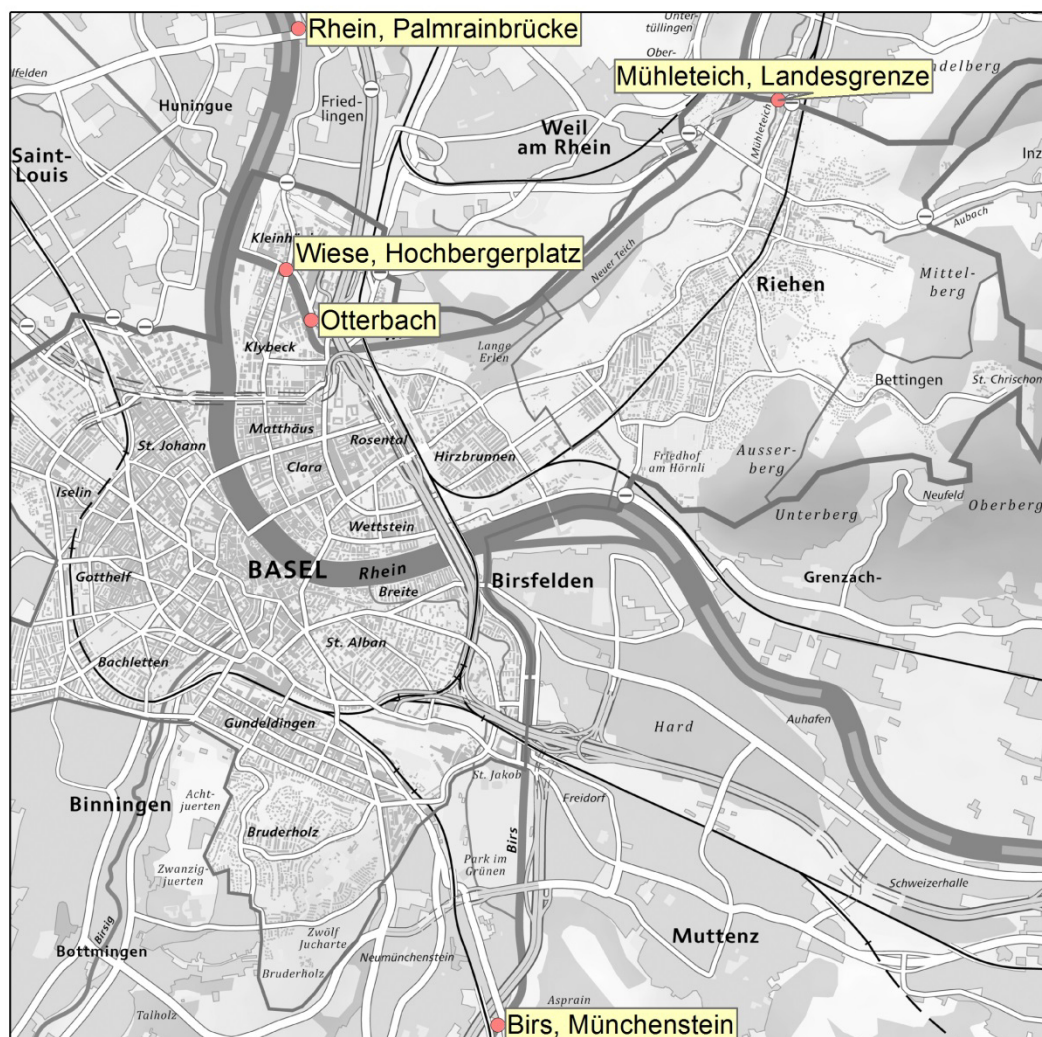 Rhein, Palmrainbrücke
Unter-
tüllingen
Ober-
Mühleteich, Landesgrenze
Huningue
Fried-
lingen
Weil
am Rhein
Mühleteich
Saint-
Louis
Inz
Aubach
Wiese, Hochbergerplatz
Neuer Teich
Riehen
Mittel-
berg
Otterbach
Klybeck
Lange
Erlen
Bettingen
St. Chrischon
Matthäus
St. Johann
Rosental
Clara
Hirzbrunnen
Friedhof
am Hörnli
Ausser-
berg
Iselin
Neufeld
Oberberg
Unterberg
Wettstein
BASEL
Rhein
Gotthelf
Breite
Birsfelden
Grenzach-
St. Alban
Bachletten
Gundeldingen
Hard
Auhafen
St. Jakob
Binningen
Acht-
juerten
Freidorf
Bruderholz
Birs
Park im
Grünen
Zwanzig-
juerten
Schweizerhalle
Birsig
Zwölf
Jucharte
Muttenz
Bottmingen
Neumünchenstein
Bruderholz
Asprain
Talholz
Birs, Münchenstein